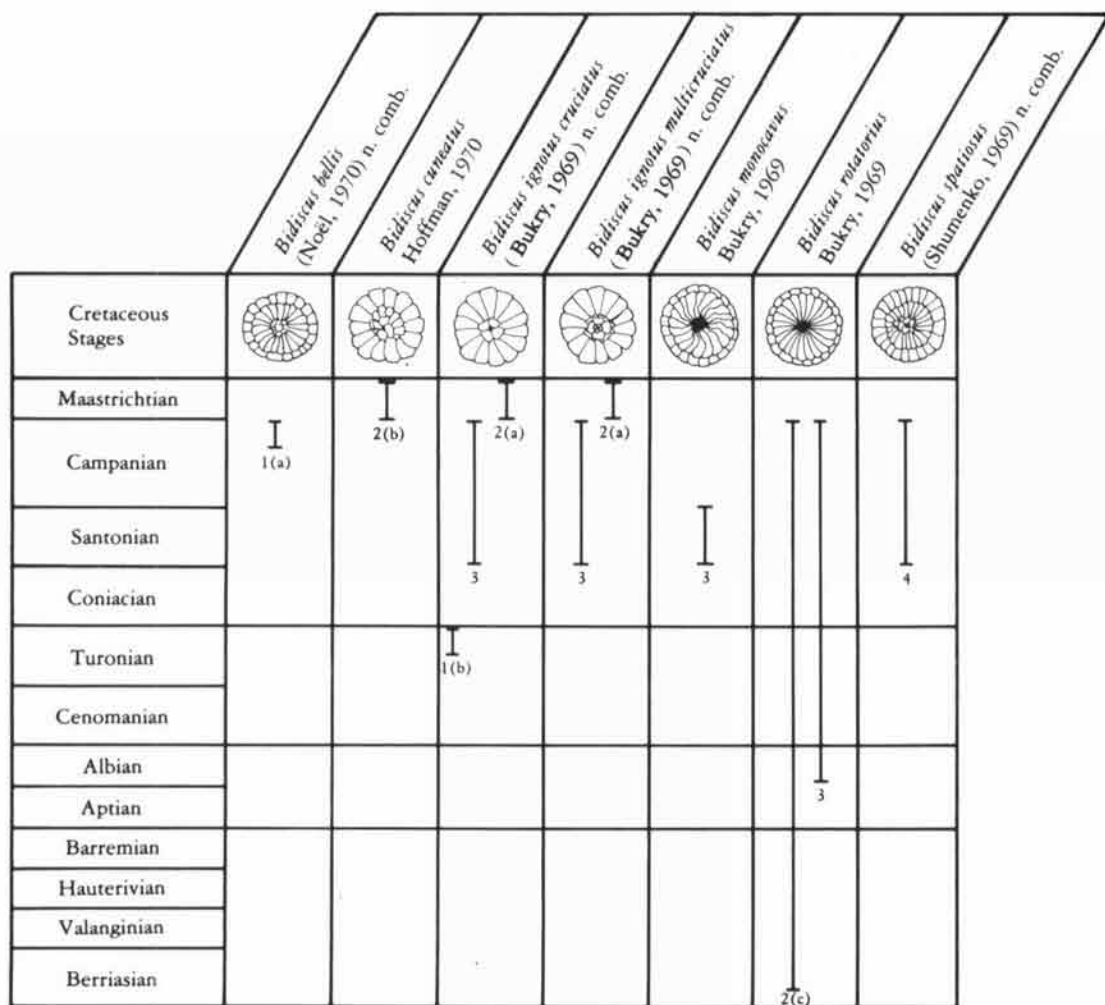 Bidiscus bellis
(Noël, 1970) n. comb.
Bidiscus cuneatus
Hoffman, 1970
Bidiscus ignotus cruciatus
( Bukry, 1969) n. comb.
Bidiscus ignotus multicruciatus
(Bukry, 1969) n. comb.
Bidiscus monocavus
Bukry, 1969
Bidiscus rotatorius
Bukry, 1969
Bidiscus spatiosus
(Shumenko, 1969) n. comb.
Cretaceous
Stages
Maastrichtian
2(b)
2(a)
2(a)
Campanian
1(a)
Santonian
3
3
3
4
Coniacian
Turonian
1(b)
Cenomanian
Albian
3
Aptian
Barremian
Hauterivian
Valanginian
Berriasian
2(c)